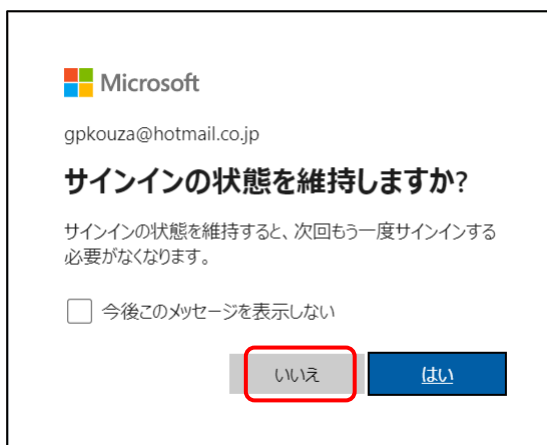 Microsoft
gpkouza@hotmail.co.jp
サインインの状態を維持しますか?
サインインの状態を維持すると、次回もう一度サインインする
必要がなくなります。
今後このメッセージを表示しない
いいえ
はい